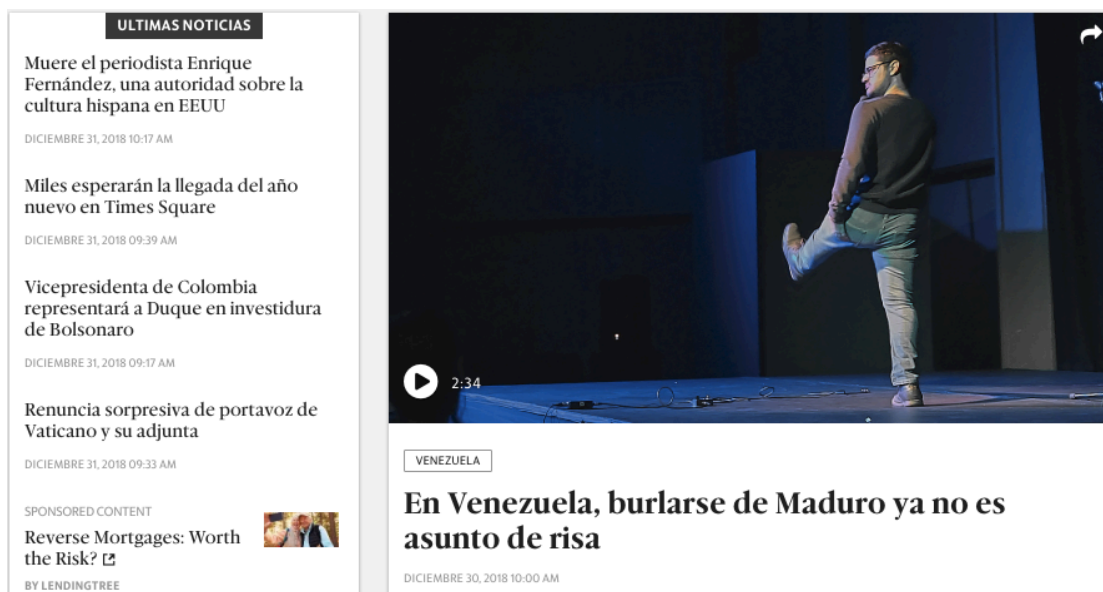 ULTIMAS NOTICIAS
Muere el periodista Enrique
Fernández, una autoridad sobre la
cultura hispana en EEUU
DICIEMBRE 31, 2018 10:17 AM
Miles esperarán la llegada del año
nuevo en Times Square
DICIEMBRE 31, 2018 09:39 AM
Vicepresidenta de Colombia
representará a Duque en investidura
de Bolsonaro
DICIEMBRE 31, 2018 09:17 AM
Renuncia sorpresiva de portavoz de
Vaticano y su adjunta
DICIEMBRE 31, 2018 09:33 AM
SPONSORED CONTENT
Reverse Mortgages: Worth
the Risk?
BY LENDINGTREE
2:34
VENEZUELA
En Venezuela, burlarse de Maduro ya no es
asunto de risa
DICIEMBRE 30, 2018 10:00 AM